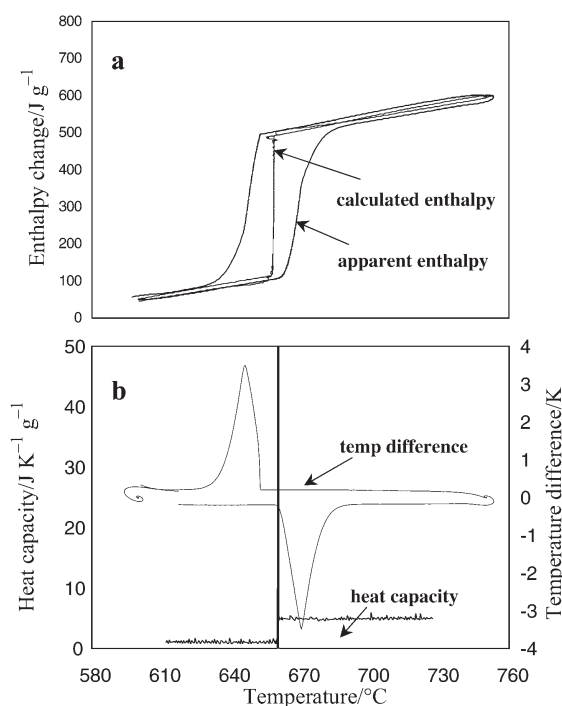 800
700
600
500
400
300
200
100
0
Enthalpy change/J g⁻¹
a
calculated enthalpy
apparent enthalpy
50
40
30
20
10
0
Heat capacity/J K⁻¹ g⁻¹
b
temp difference
heat capacity
4
3
2
1
0
-1
-2
-3
-4
Temperature difference/K
580 610 640 670 700 730 760
Temperature/°C